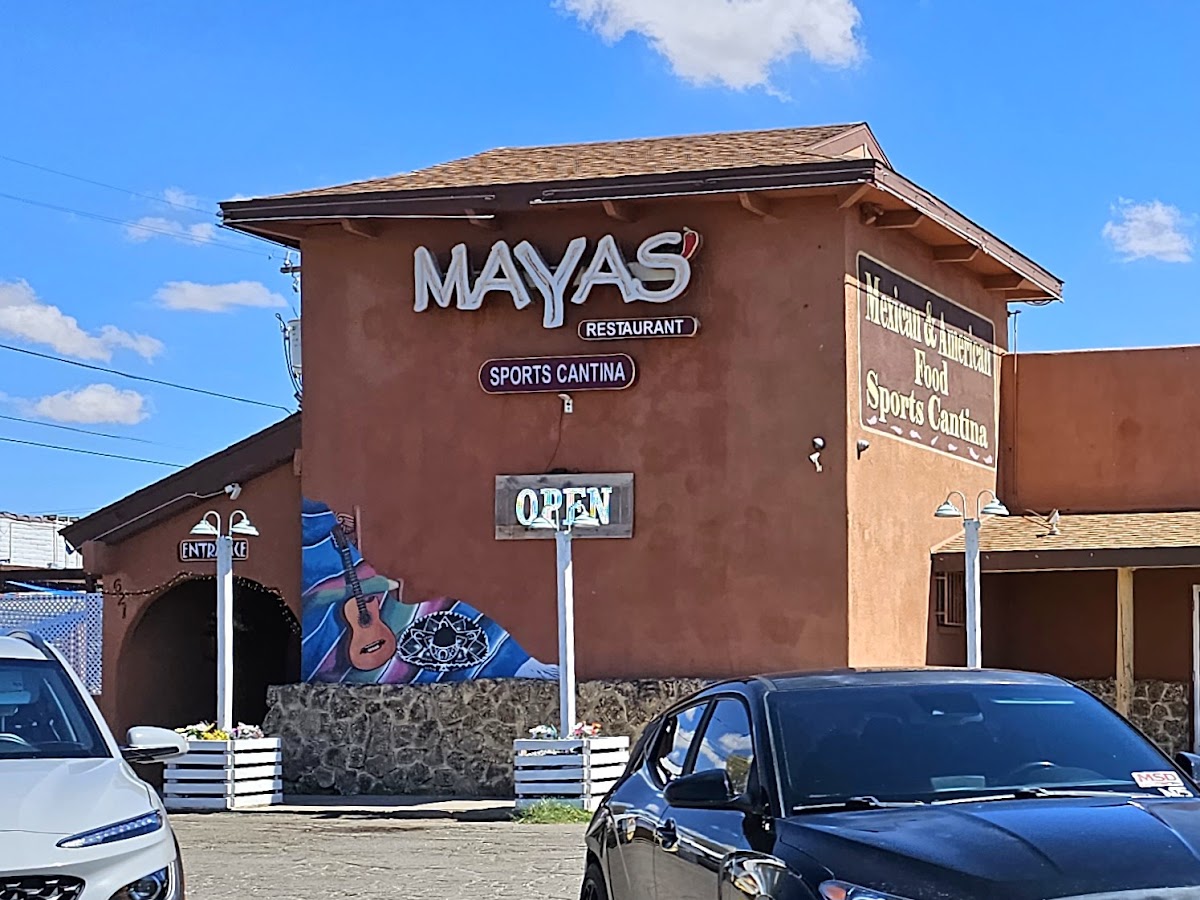 MAYAS'
RESTAURANT
SPORTS CANTINA
OPEN
Mexican & American
Food
Sports Cantina
ENTRANCE
621
MSD